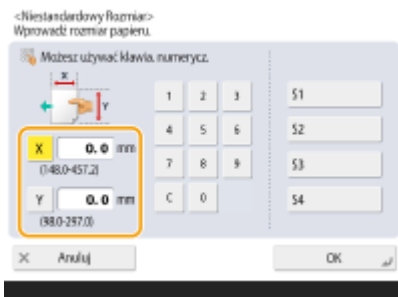 <Niestandardowy Rozmiar>
Wprowadź rozmiar papieru.
Możesz używać klawia. numerycz.
X
Y
1 2 3 S1
4 5 6 S2
X 0.0 mm
(148.0-457.2)
7 8 9 S3
Y 0.0 mm
(98.0-297.0)
C 0 S4
× Anuluj OK